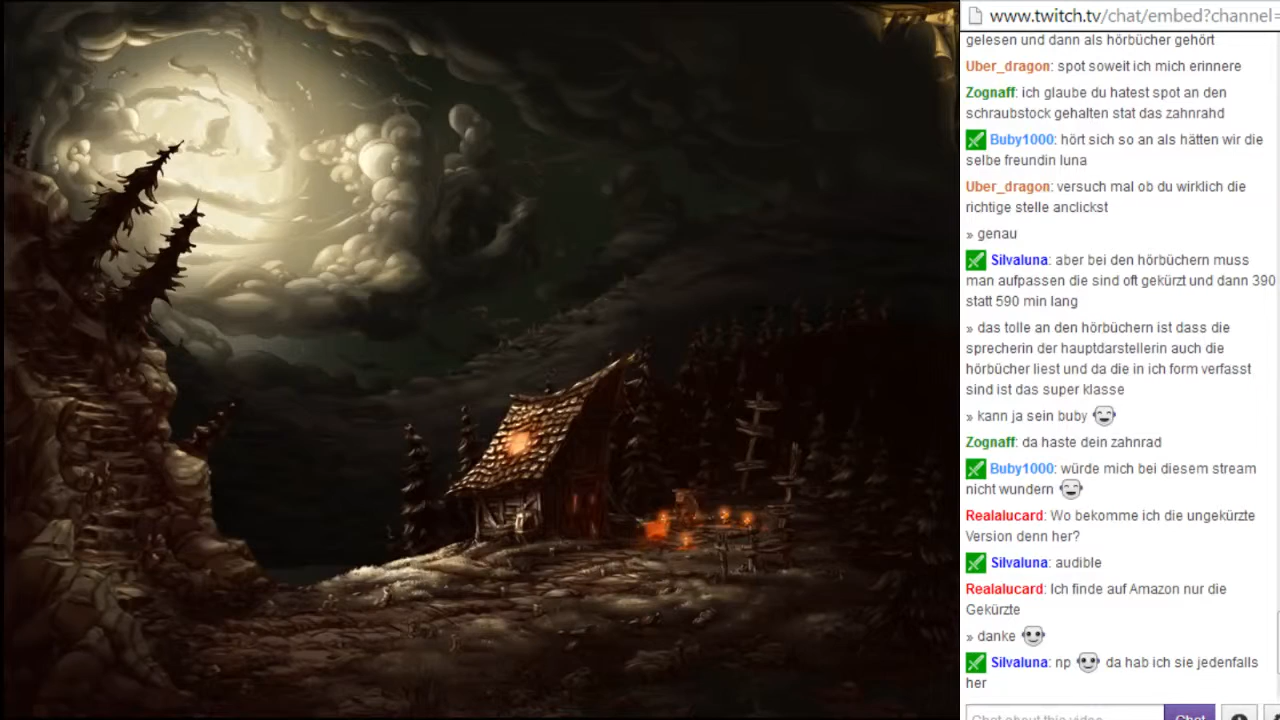 www.twitch.tv/chat/embed?channel=
gelesen und dann als hörbücher gehört
Uber_dragon: spot soweit ich mich erinnere
Zognaff: ich glaube du hatest spot an den
schraubstock gehalten stat das zahnrahd
Buby1000: hört sich so an als hätten wir die
selbe freundin luna
Uber_dragon: versuch mal ob du wirklich die
richtige stelle anclickst
» genau
Silvaluna: aber bei den hörbüchern muss
man aufpassen die sind oft gekürzt und dann 390
statt 590 min lang
» das tolle an den hörbüchern ist dass die
sprecherin der hauptdarstellerin auch die
hörbücher liest und da die in ich form verfasst
sind ist das super klasse
» kann ja sein buby
Zognaff: da haste dein zahnrad
Buby1000: würde mich bei diesem stream
nicht wundern
Realalucard: Wo bekomme ich die ungekürzte
Version denn her?
Silvaluna: audible
Realalucard: Ich finde auf Amazon nur die
Gekürzte
» danke
Silvaluna: np da hab ich sie jedenfalls
her
Chat about this video
Chat